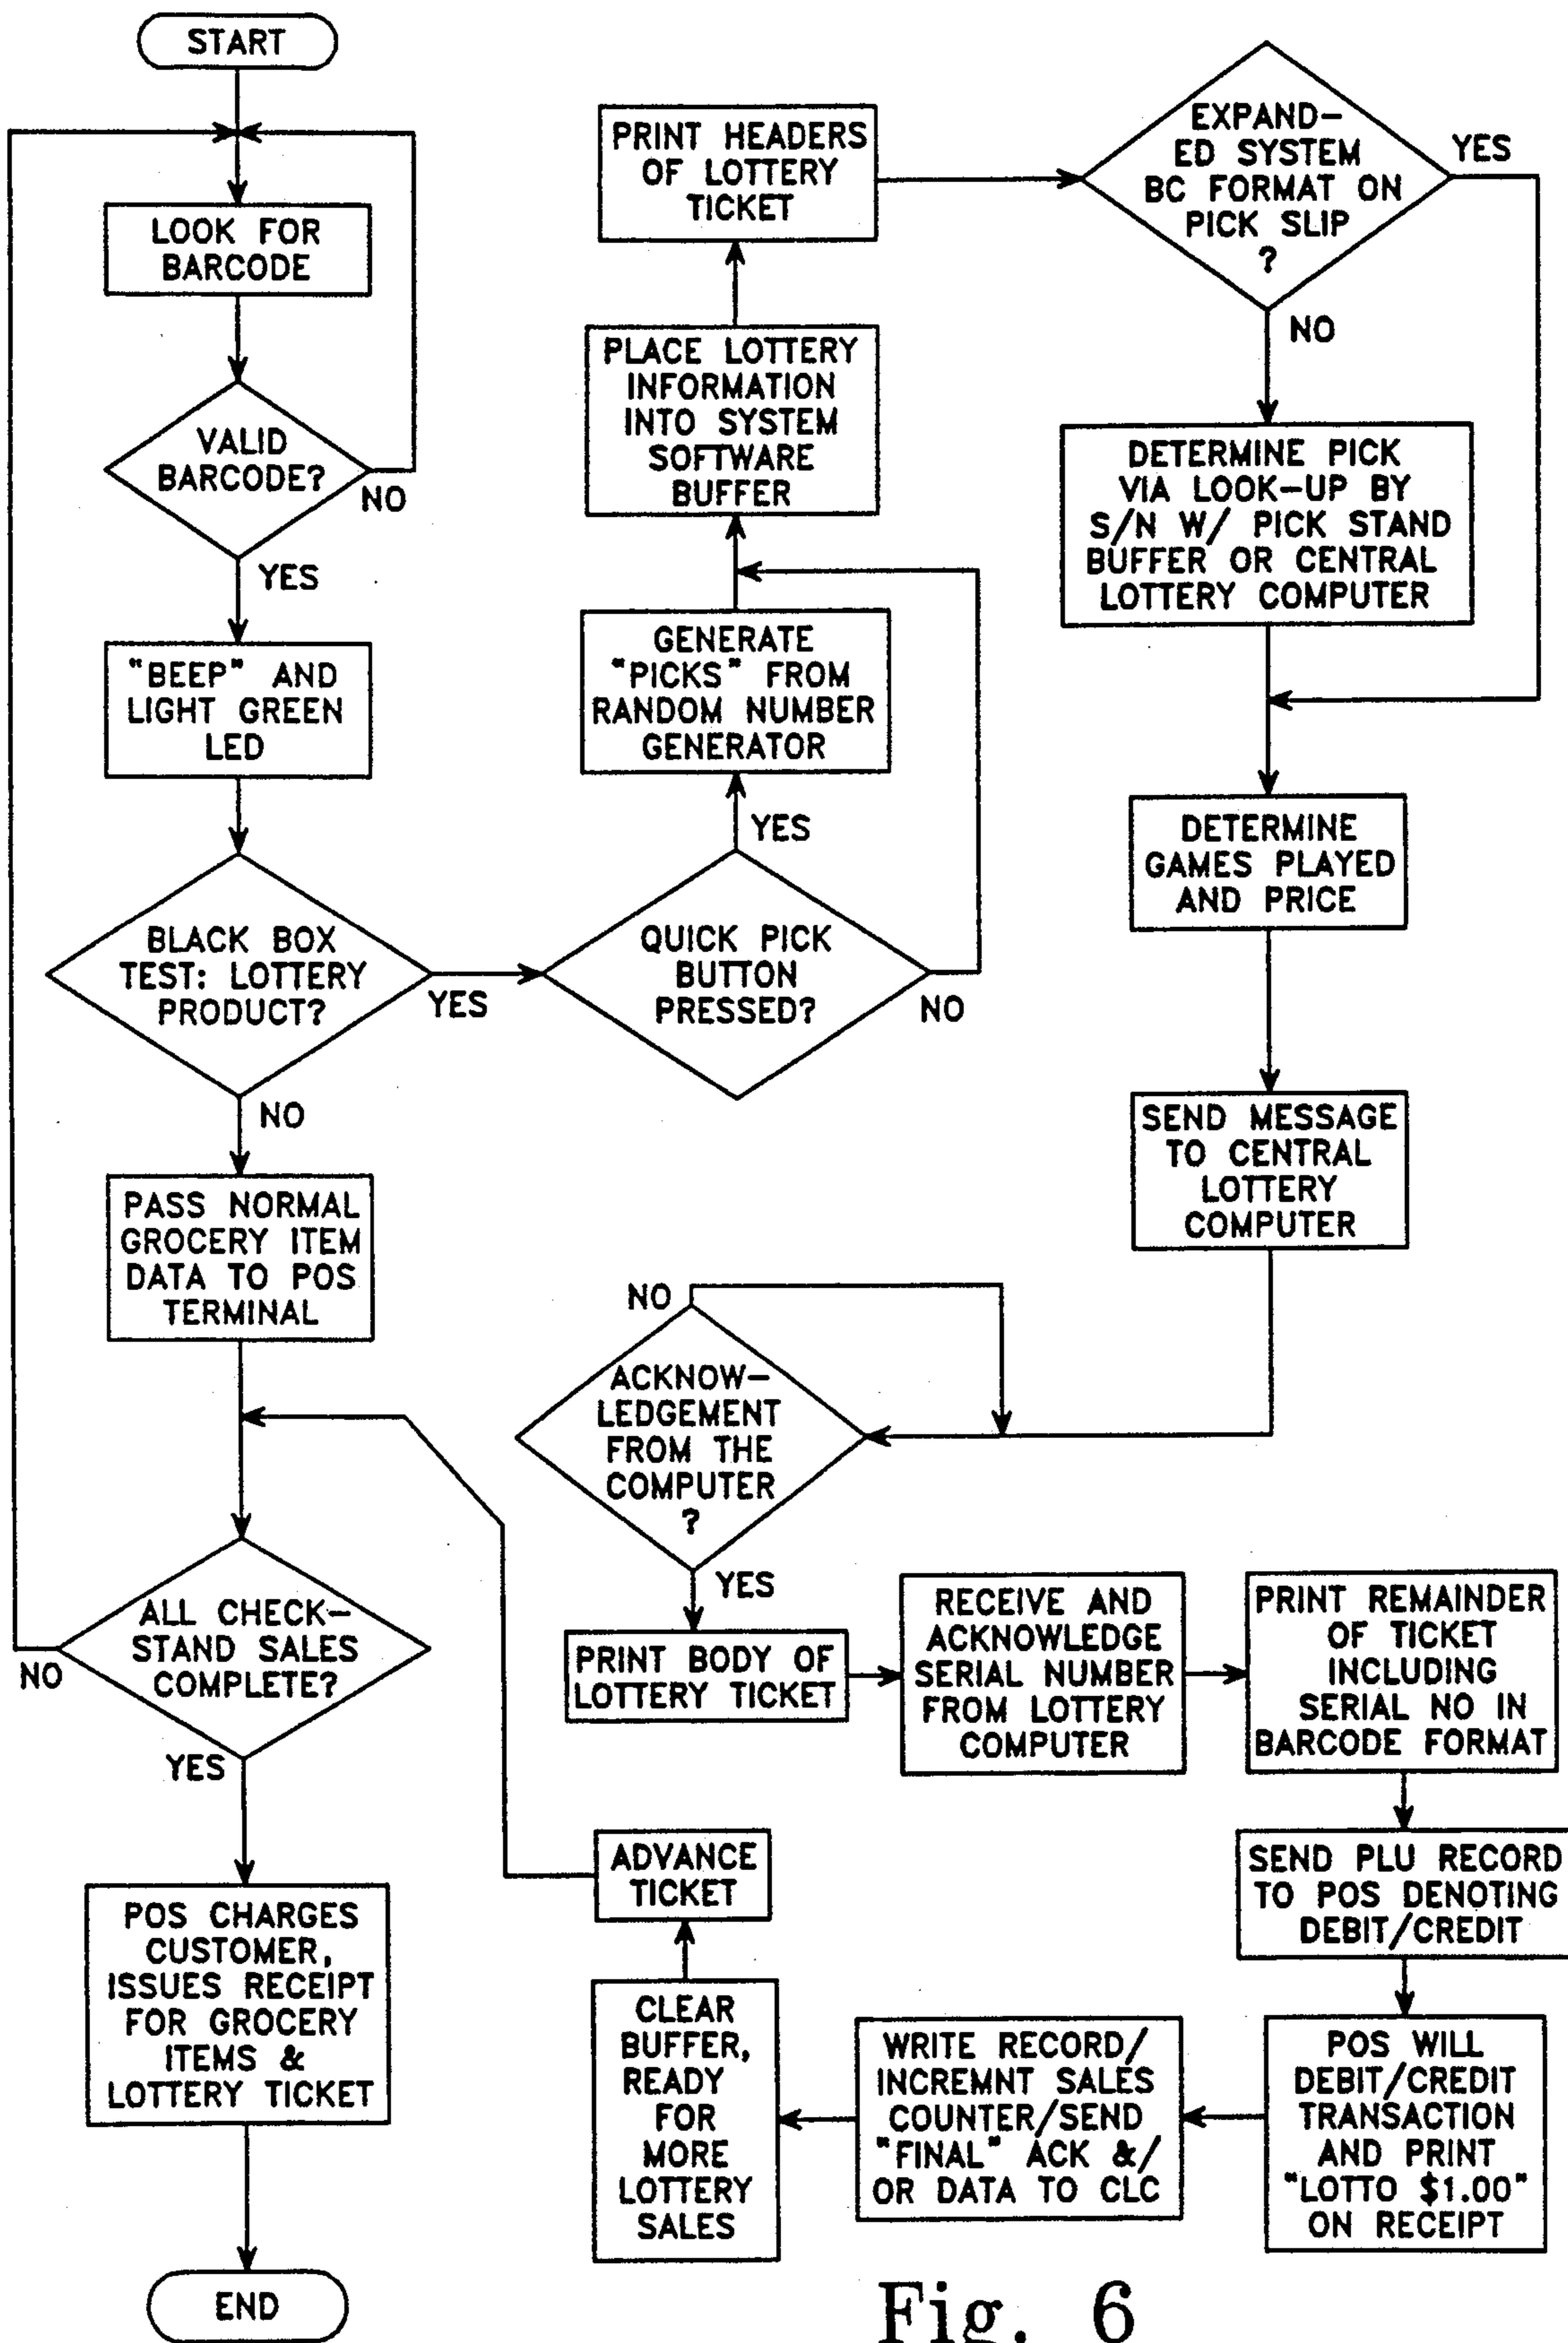 START
LOOK FOR
BARCODE
VALID
BARCODE?
NO
YES
"BEEP" AND
LIGHT GREEN
LED
BLACK BOX
TEST: LOTTERY
PRODUCT?
YES
NO
PASS NORMAL
GROCERY ITEM
DATA TO POS
TERMINAL
ALL CHECK-
STAND SALES
COMPLETE?
NO
YES
POS CHARGES
CUSTOMER,
ISSUES RECEIPT
FOR GROCERY
ITEMS &
LOTTERY TICKET
END
QUICK PICK
BUTTON
PRESSED?
NO
YES
GENERATE
"PICKS" FROM
RANDOM NUMBER
GENERATOR
PLACE LOTTERY
INFORMATION
INTO SYSTEM
SOFTWARE
BUFFER
PRINT HEADERS
OF LOTTERY
TICKET
EXPAND-
ED SYSTEM
BC FORMAT ON
PICK SLIP
?
YES
NO
DETERMINE PICK
VIA LOOK-UP BY
S/N W/ PICK STAND
BUFFER OR CENTRAL
LOTTERY COMPUTER
DETERMINE
GAMES PLAYED
AND PRICE
SEND MESSAGE
TO CENTRAL
LOTTERY
COMPUTER
NO
ACKNOW-
LEDGEMENT
FROM THE
COMPUTER
?
YES
PRINT BODY OF
LOTTERY TICKET
RECEIVE AND
ACKNOWLEDGE
SERIAL NUMBER
FROM LOTTERY
COMPUTER
PRINT REMAINDER
OF TICKET
INCLUDING
SERIAL NO IN
BARCODE FORMAT
SEND PLU RECORD
TO POS DENOTING
DEBIT/CREDIT
POS WILL
DEBIT/CREDIT
TRANSACTION
AND PRINT
"LOTTO $1.00"
ON RECEIPT
WRITE RECORD/
INCREMNT SALES
COUNTER/SEND
"FINAL" ACK &/
OR DATA TO CLC
CLEAR
BUFFER,
READY
FOR
MORE
LOTTERY
SALES
ADVANCE
TICKET
Fig. 6